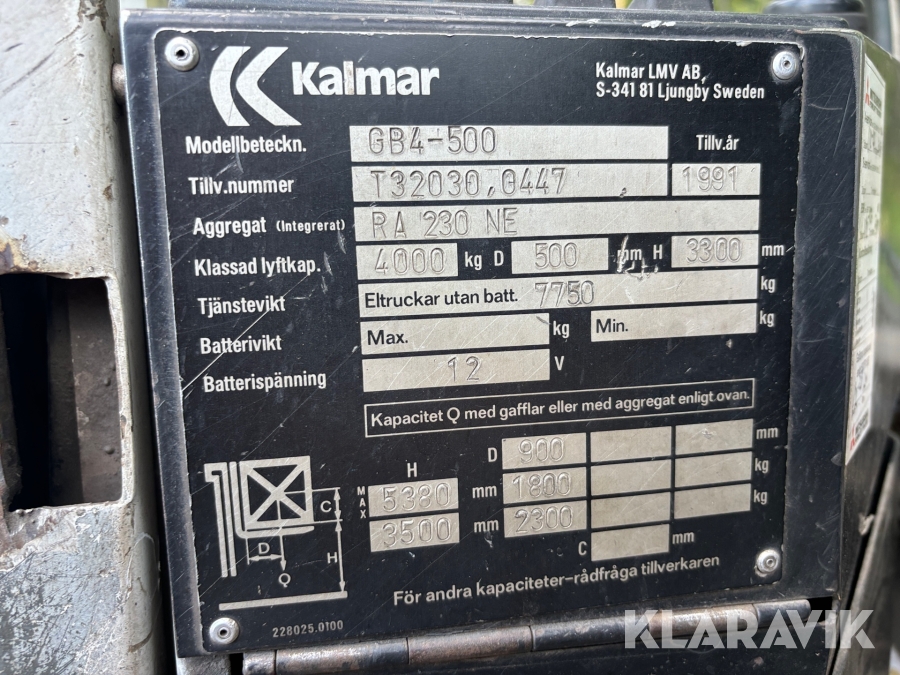 Kalmar
Kalmar LMV AB,
S-341 81 Ljungby Sweden
Modellbeteckn. GB4-500 Tillv.år
Tillv.nummer T32030,0447 1991
Aggregat (Integrerat) RA 230 NE
Klassad lyftkap. 4000 kg D 500 mm H 3300 mm
Tjänstevikt Eltruckar utan batt. 7750 kg
Batterivikt Max. kg Min. kg
Batterispänning 12 V
Kapacitet Q med gafflar eller med aggregat enligt ovan.
H D 900 mm
MAX 5380 mm 1800 kg
3500 mm 2300 kg
C mm
C
D H
Q
För andra kapaciteter-rådfråga tillverkaren
228025.0100
KLARAVIK